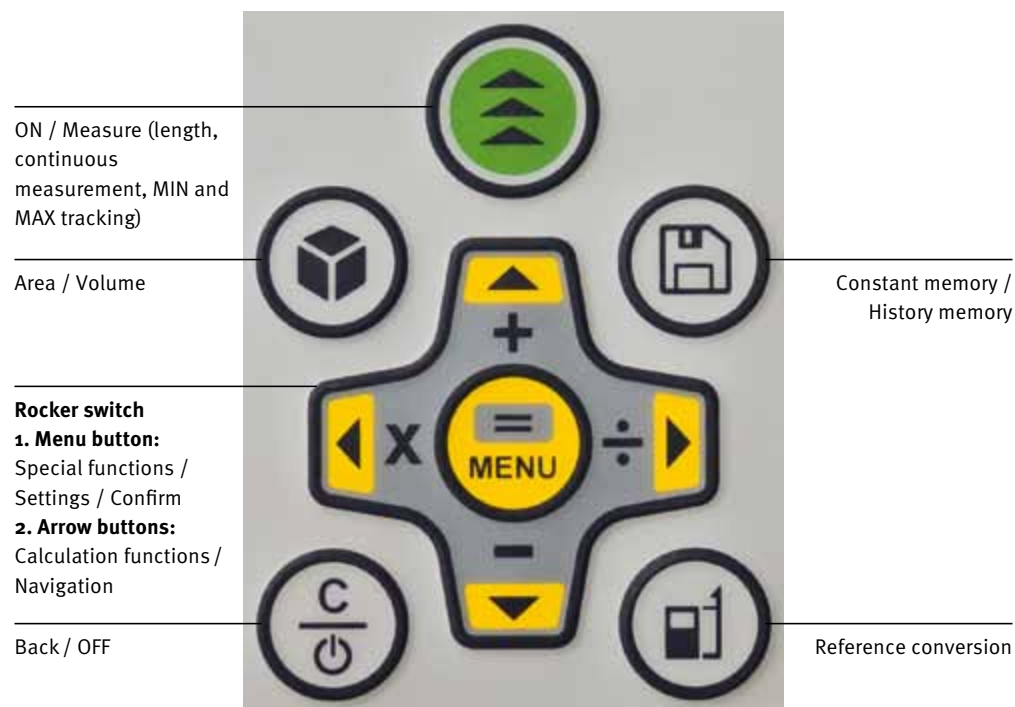 ON / Measure (length,
continuous
measurement, MIN and
MAX tracking)
Area / Volume
Constant memory /
History memory
+
Rocker switch
1. Menu button:
Special functions /
Settings / Confirm
2. Arrow buttons:
Calculation functions /
Navigation
X
=
÷
MENU
−
C
Back / OFF
Reference conversion